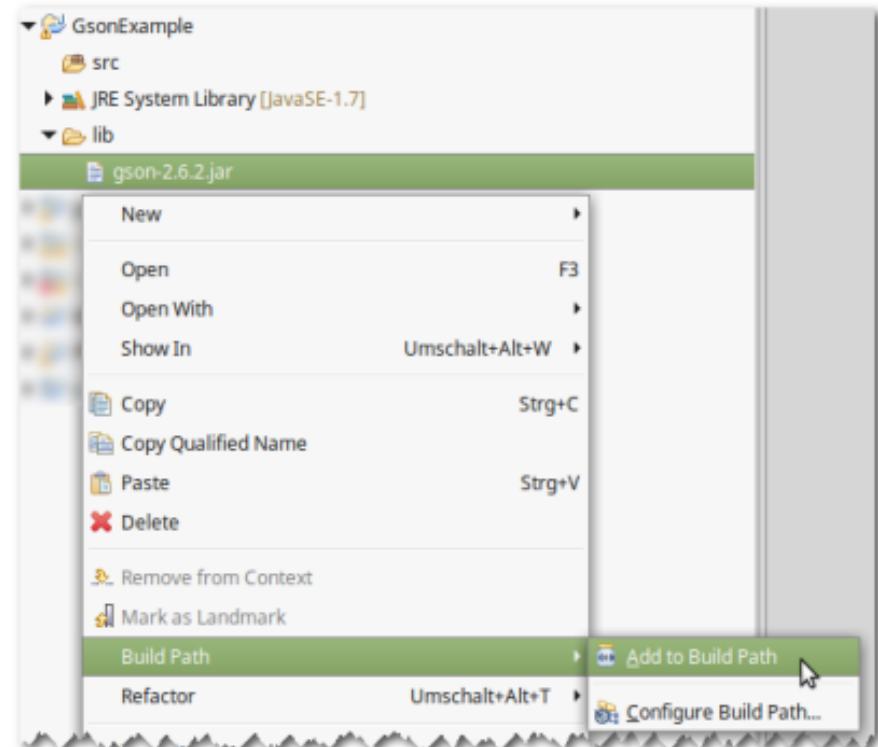 GsonExample
src
JRE System Library [JavaSE-1.7]
lib
gson-2.6.2.jar
New
Open F3
Open With
Show In Umschalt+Alt+W
Copy Strg+C
Copy Qualified Name
Paste Strg+V
Delete
Remove from Context
Mark as Landmark
Build Path Add to Build Path
Refactor Umschalt+Alt+T Configure Build Path...